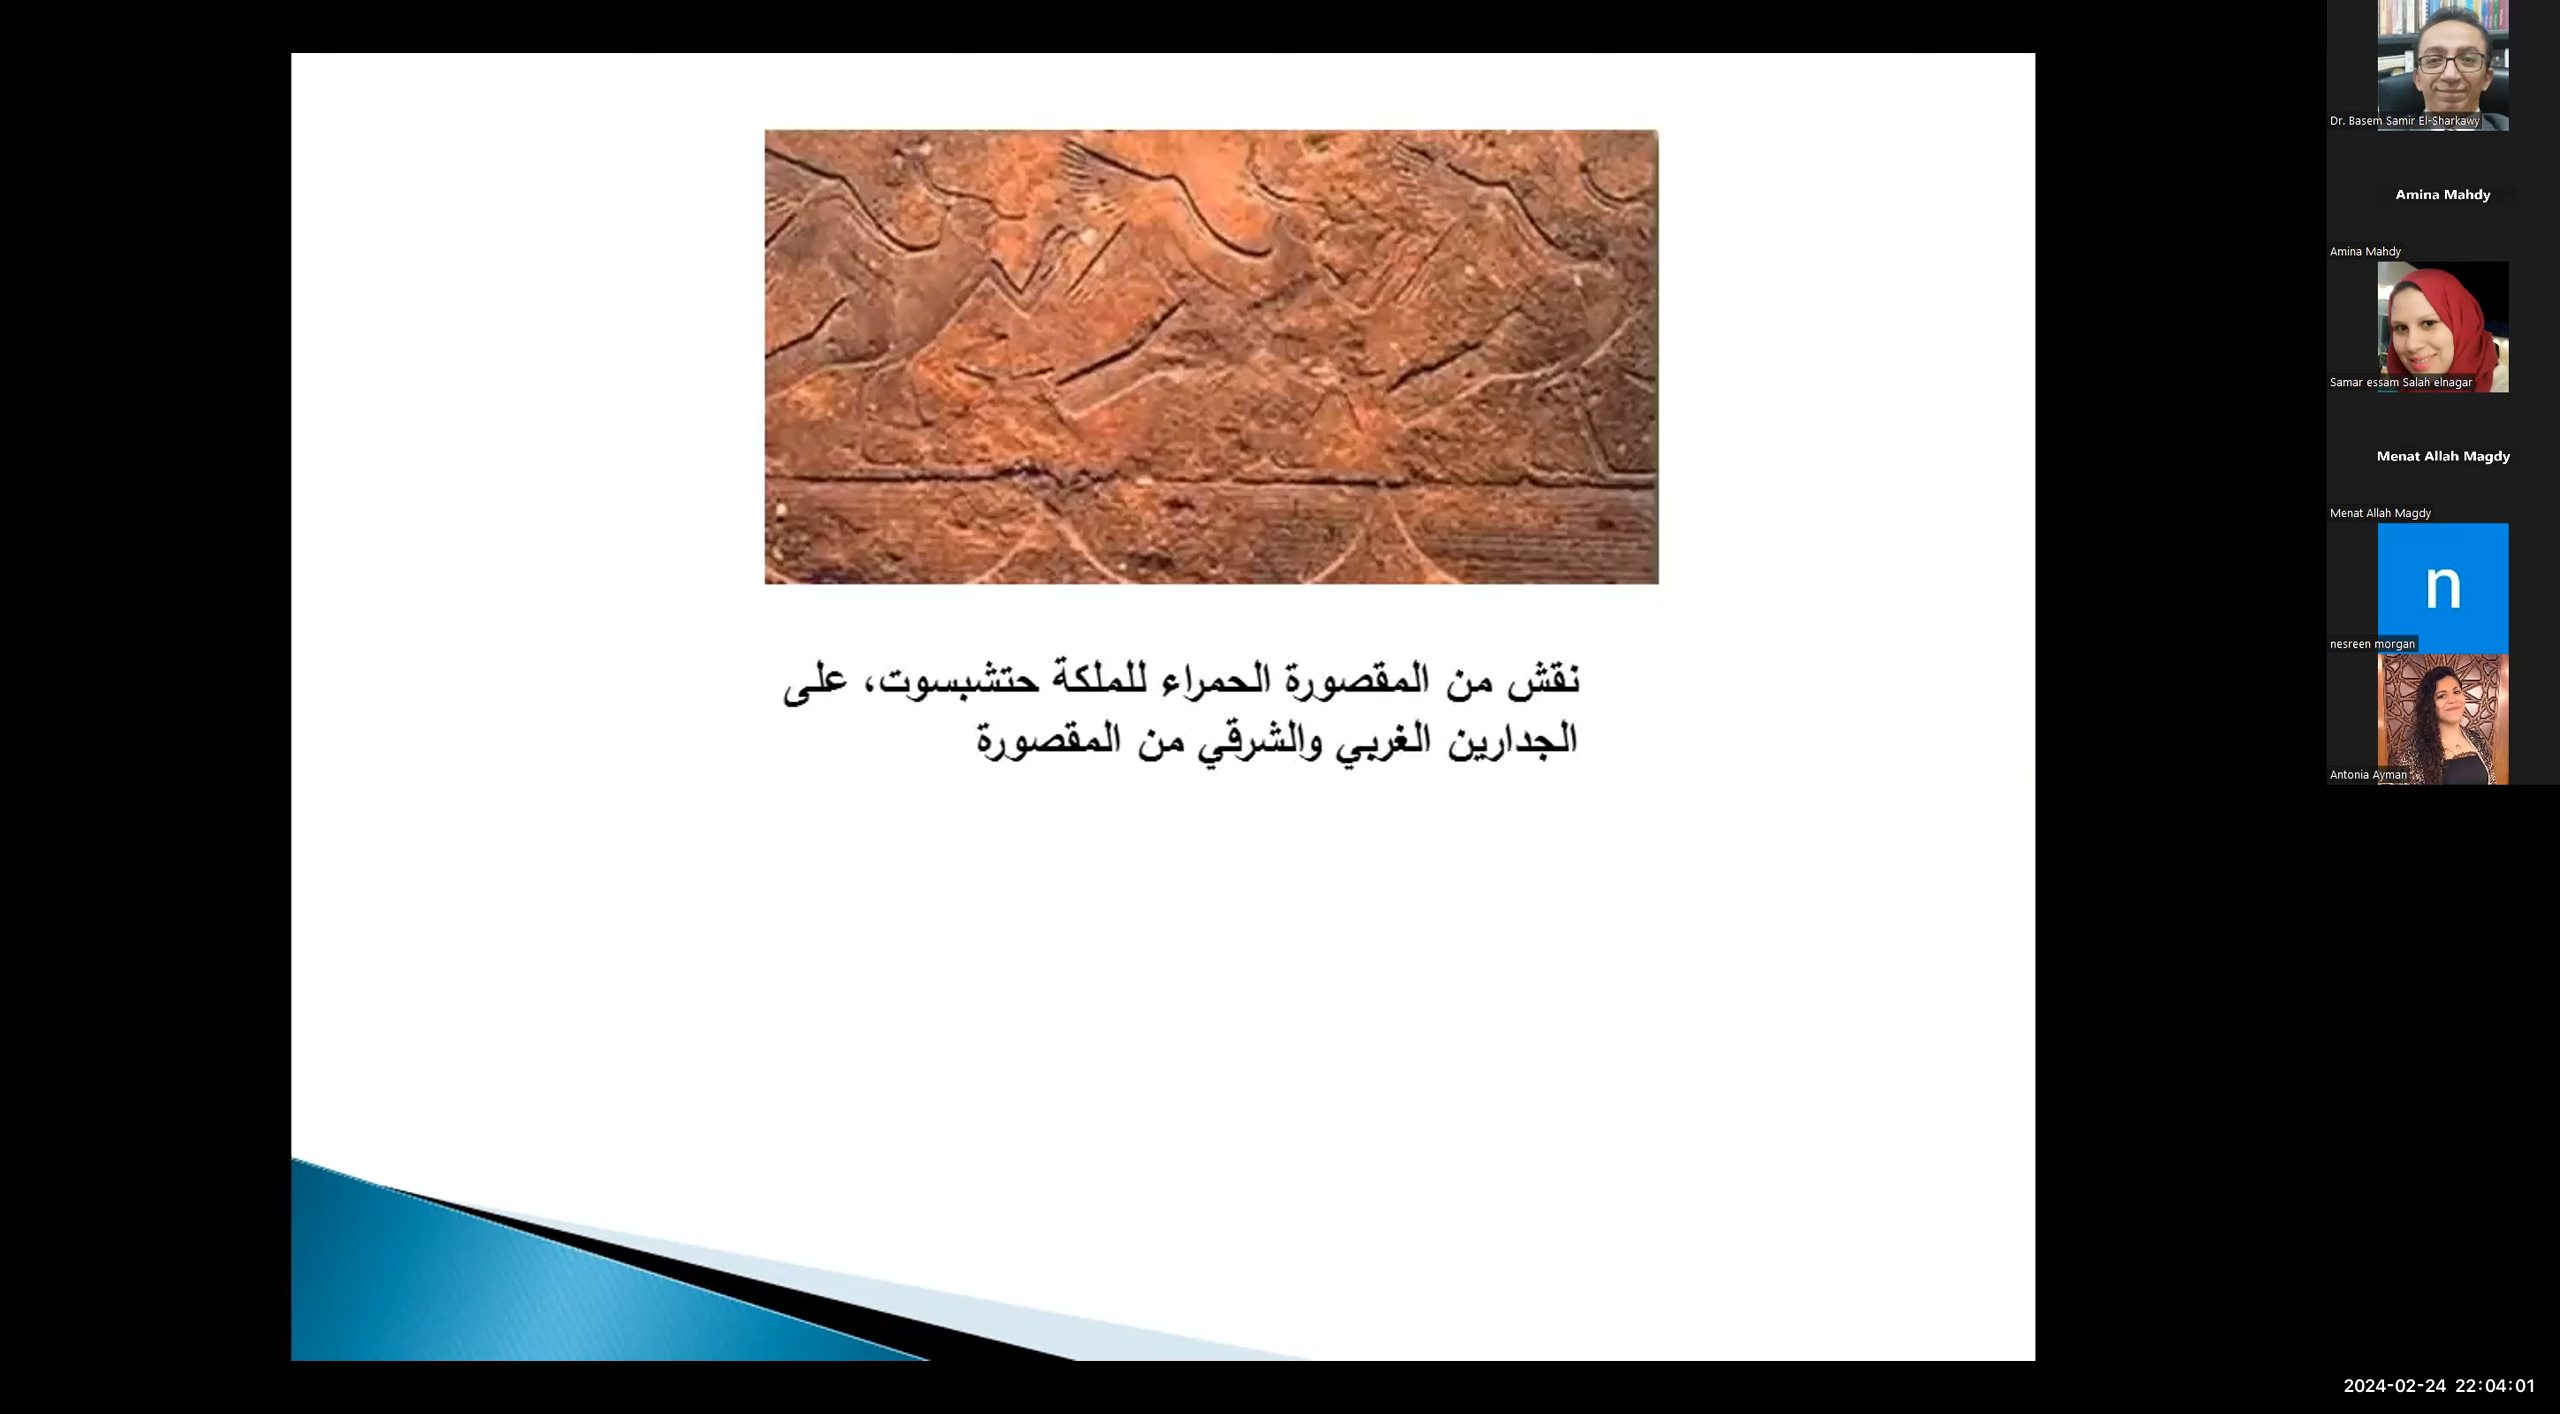 نقش من المقصورة الحمراء للملكة حتشبسوت، على
الجدارين الغربي والشرقي من المقصورة
Dr. Basem Samir El-Sharkawy
Amina Mahdy
Amina Mahdy
Samar essam Salah elnagar
Menat Allah Magdy
Menat Allah Magdy
n
nesreen morgan
Antonia Ayman
2024-02-24 22:04:01